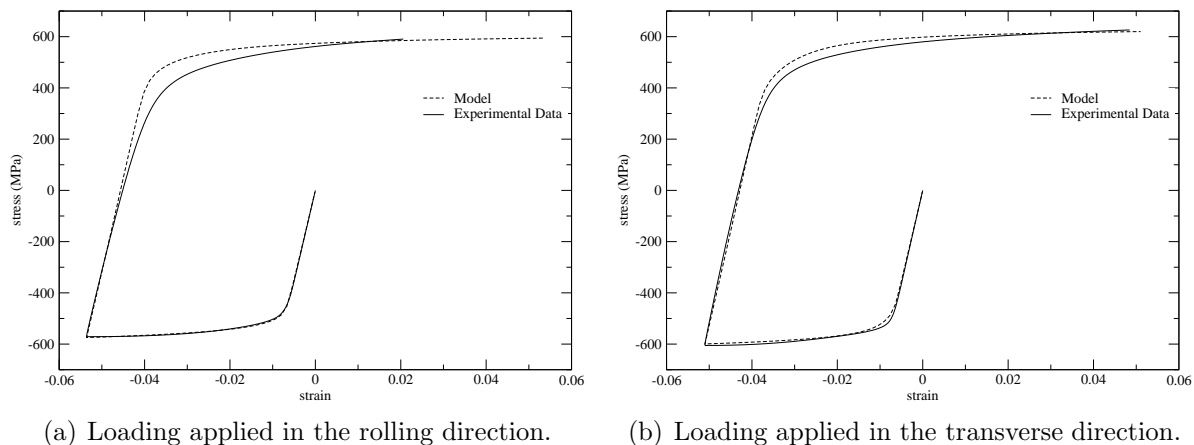 600
400
200
0
-200
-400
-600
stress (MPa)
Model
Experimental Data
-0.06 -0.04 -0.02 0 0.02 0.04 0.06
strain
(a) Loading applied in the rolling direction.
600
400
200
0
-200
-400
-600
stress (MPa)
Model
Experimental Data
-0.06 -0.04 -0.02 0 0.02 0.04 0.06
strain
(b) Loading applied in the transverse direction.